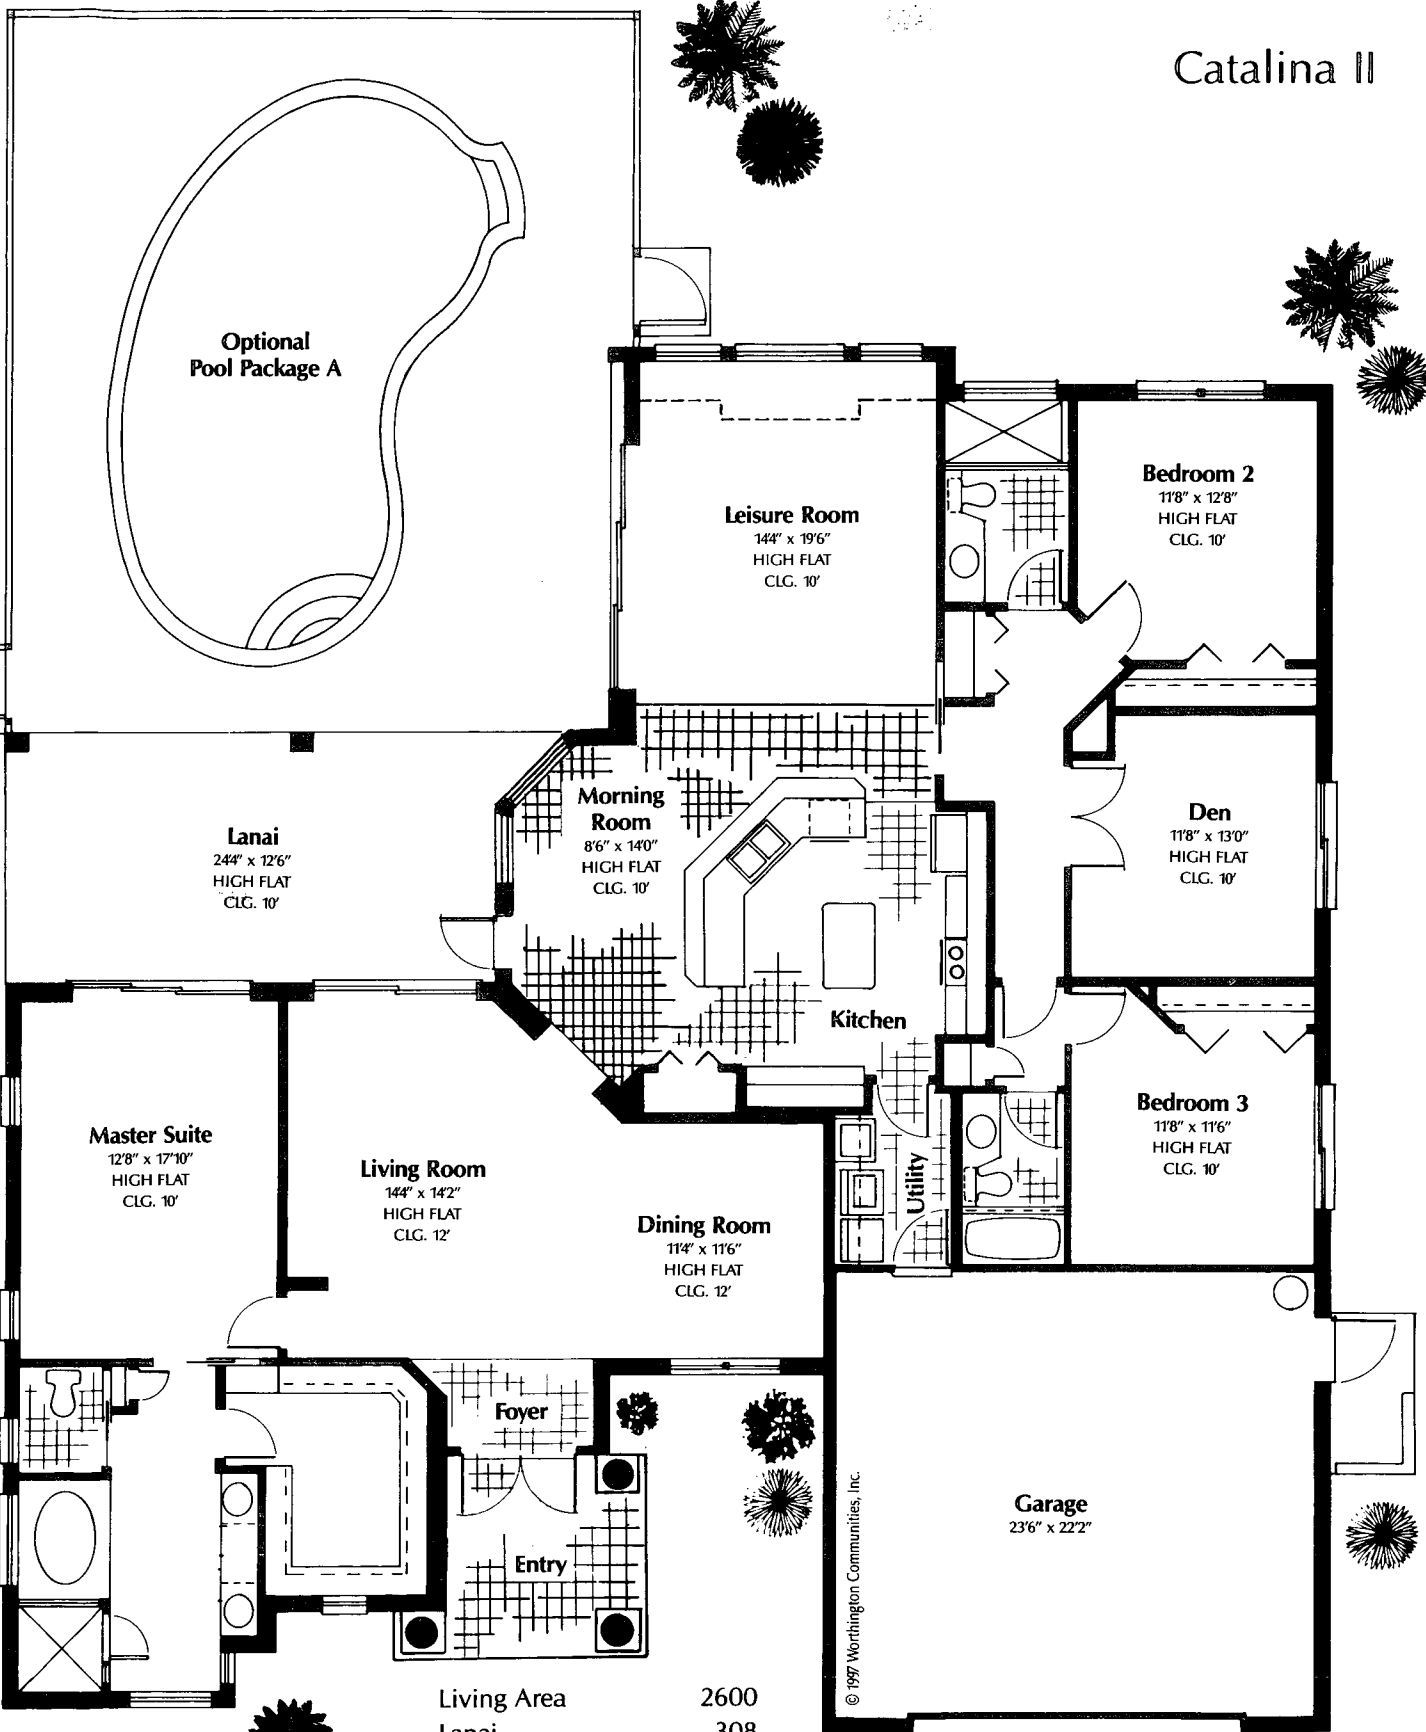 Catalina II
Optional
Pool Package A
Leisure Room
14'4" x 19'6"
HIGH FLAT
CLG. 10'
Bedroom 2
11'8" x 12'8"
HIGH FLAT
CLG. 10'
Morning
Room
8'6" x 14'0"
HIGH FLAT
CLG. 10'
Lanai
24'4" x 12'6"
HIGH FLAT
CLG. 10'
Den
11'8" x 13'0"
HIGH FLAT
CLG. 10'
Kitchen
Master Suite
12'8" x 17'10"
HIGH FLAT
CLG. 10'
Living Room
14'4" x 14'2"
HIGH FLAT
CLG. 12'
Dining Room
11'4" x 11'6"
HIGH FLAT
CLG. 12'
Utility
Bedroom 3
11'8" x 11'6"
HIGH FLAT
CLG. 10'
Foyer
Entry
Garage
23'6" x 22'2"
© 1997 Worthington Communities, Inc.
Living Area 2600
Lanai 308